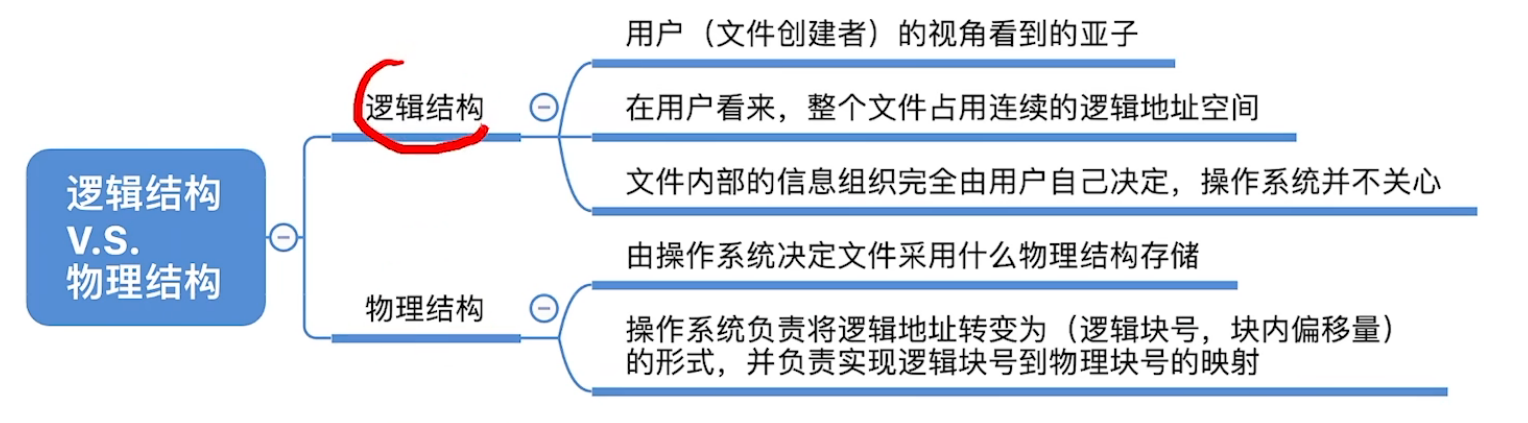 逻辑结构
V.S.
物理结构
逻辑结构
用户（文件创建者）的视角看到的亚子
在用户看来，整个文件占用连续的逻辑地址空间
文件内部的信息组织完全由用户自己决定，操作系统并不关心
物理结构
由操作系统决定文件采用什么物理结构存储
操作系统负责将逻辑地址转变为（逻辑块号，块内偏移量）
的形式，并负责实现逻辑块号到物理块号的映射